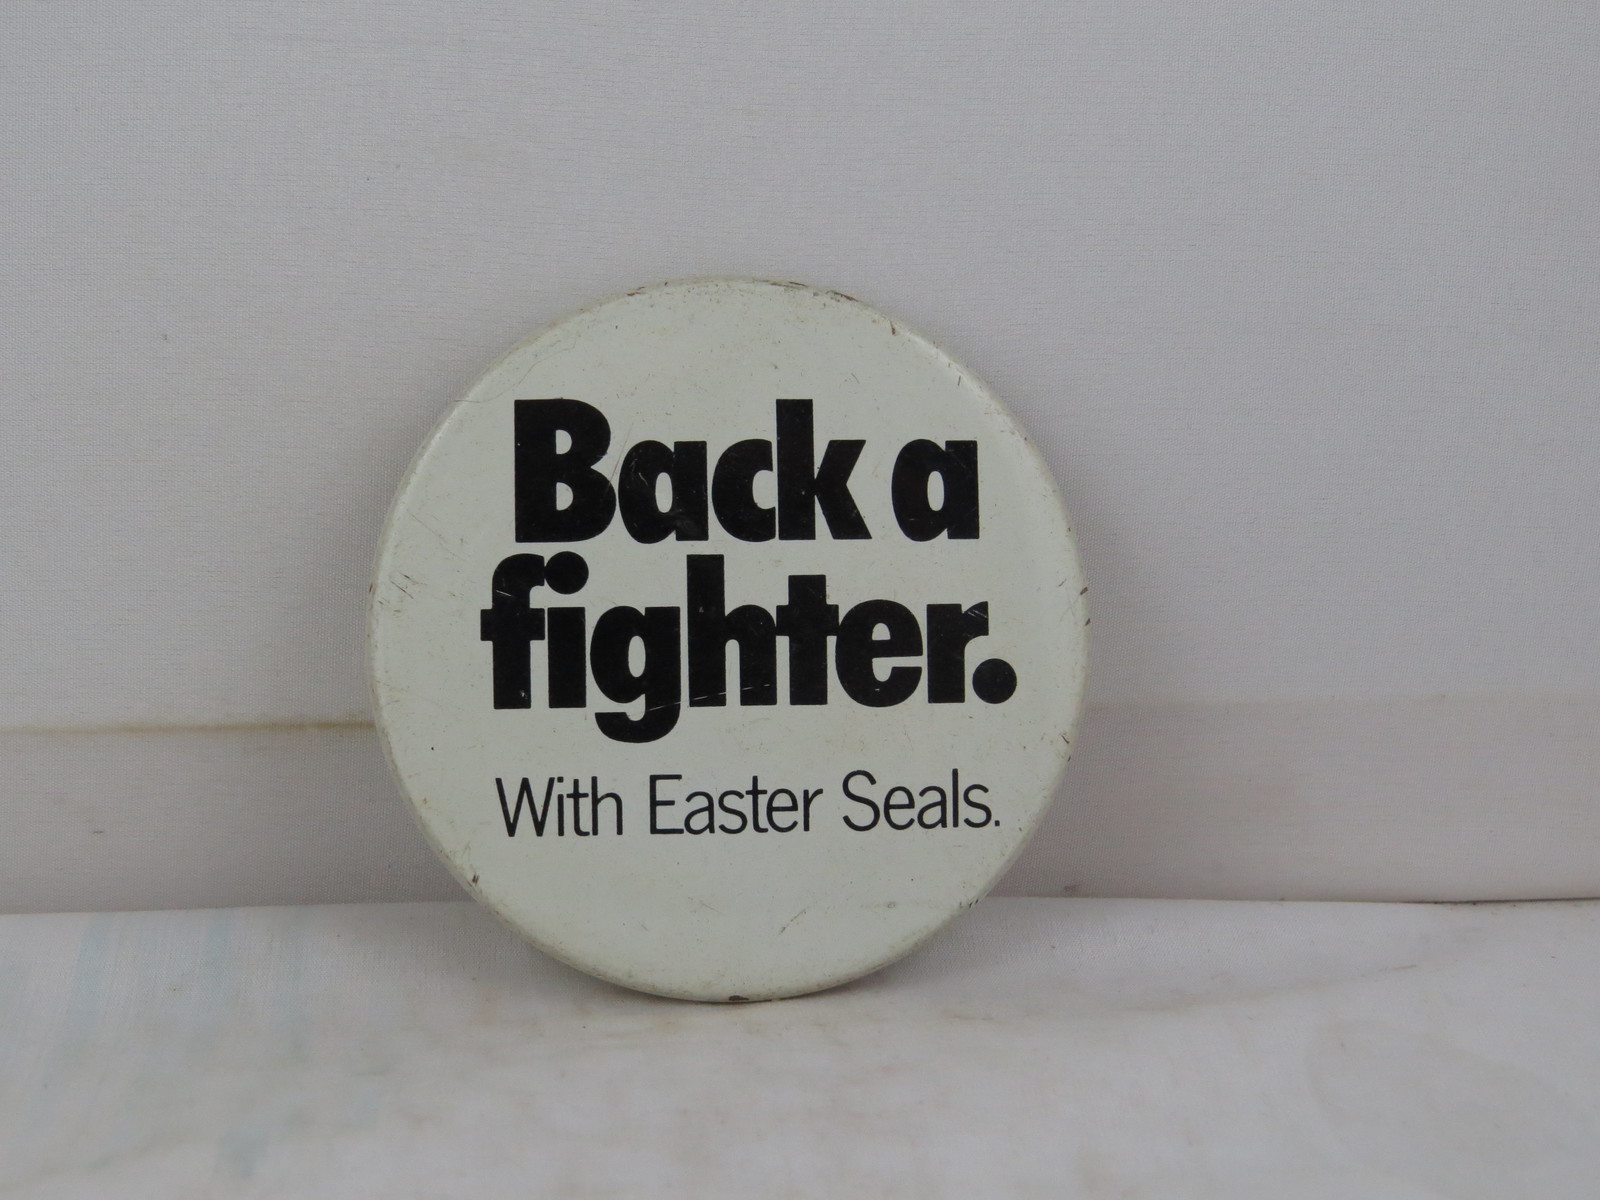 Back a
fighter.
With Easter Seals.